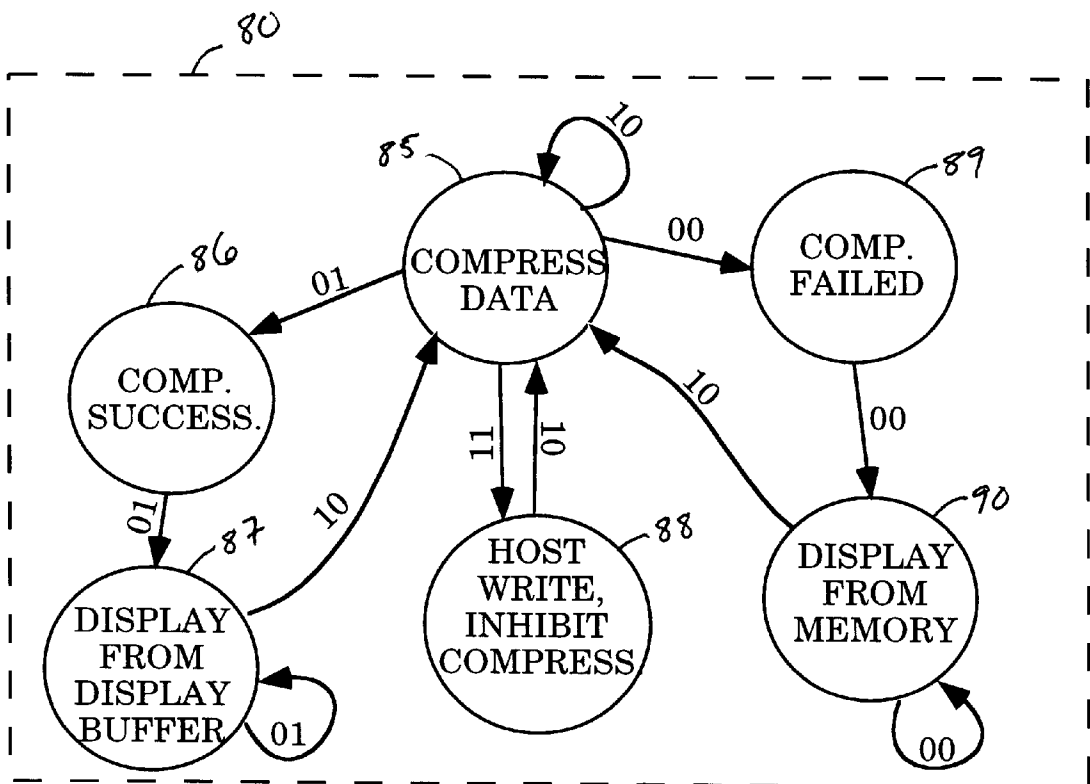 80
10
85
89
00
COMPRESS
DATA
COMP.
FAILED
86
01
COMP.
SUCCESS.
10
00
11
10
01
10
87
88
90
HOST
WRITE,
INHIBIT
COMPRESS
DISPLAY
FROM
MEMORY
DISPLAY
FROM
DISPLAY
BUFFER
01
00